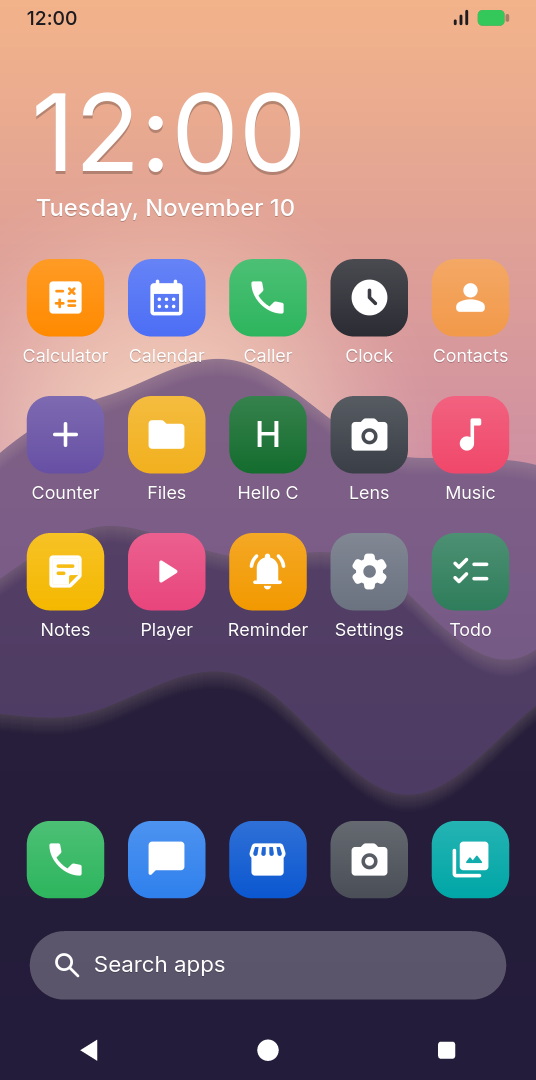 12:00
12:00
Tuesday, November 10
Calculator Calendar Caller Clock Contacts
Counter Files H Hello C Lens Music
Notes Player Reminder Settings Todo
Search apps